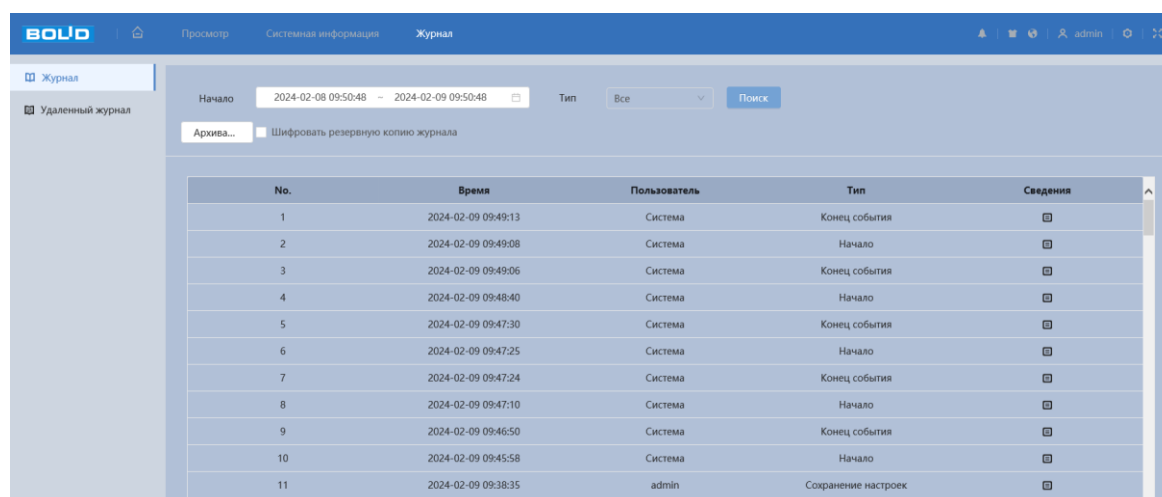 BOLID Просмотр Системная информация Журнал admin
Журнал
Удаленный журнал
Начало 2024-02-08 09:50:48 ~ 2024-02-09 09:50:48 Тип Все Поиск
Архива... Шифровать резервную копию журнала
No. Время Пользователь Тип Сведения
1 2024-02-09 09:49:13 Система Конец события
2 2024-02-09 09:49:08 Система Начало
3 2024-02-09 09:49:06 Система Конец события
4 2024-02-09 09:48:40 Система Начало
5 2024-02-09 09:47:30 Система Конец события
6 2024-02-09 09:47:25 Система Начало
7 2024-02-09 09:47:24 Система Конец события
8 2024-02-09 09:47:10 Система Начало
9 2024-02-09 09:46:50 Система Конец события
10 2024-02-09 09:45:58 Система Начало
11 2024-02-09 09:38:35 admin Сохранение настроек